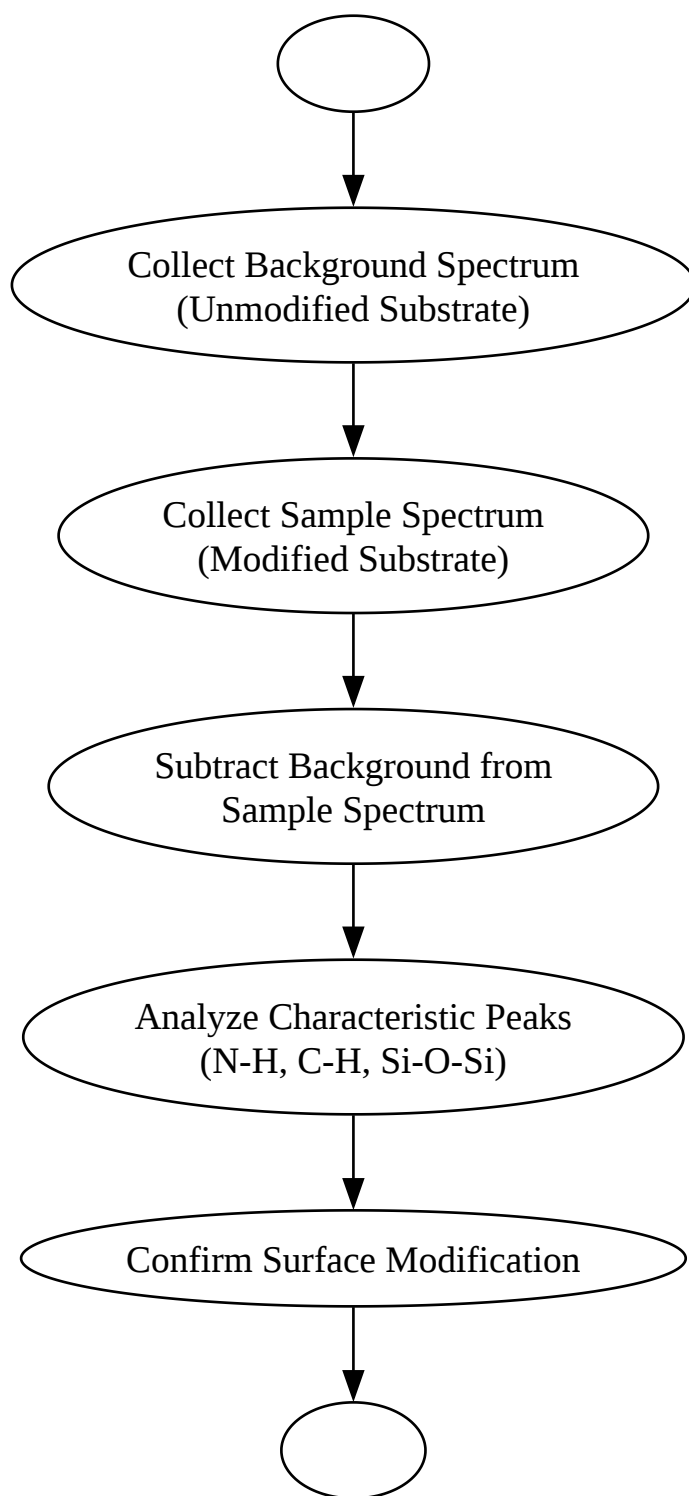 Collect Background Spectrum
(Unmodified Substrate)
Collect Sample Spectrum
(Modified Substrate)
Subtract Background from
Sample Spectrum
Analyze Characteristic Peaks
(N-H, C-H, Si-O-Si)
Confirm Surface Modification